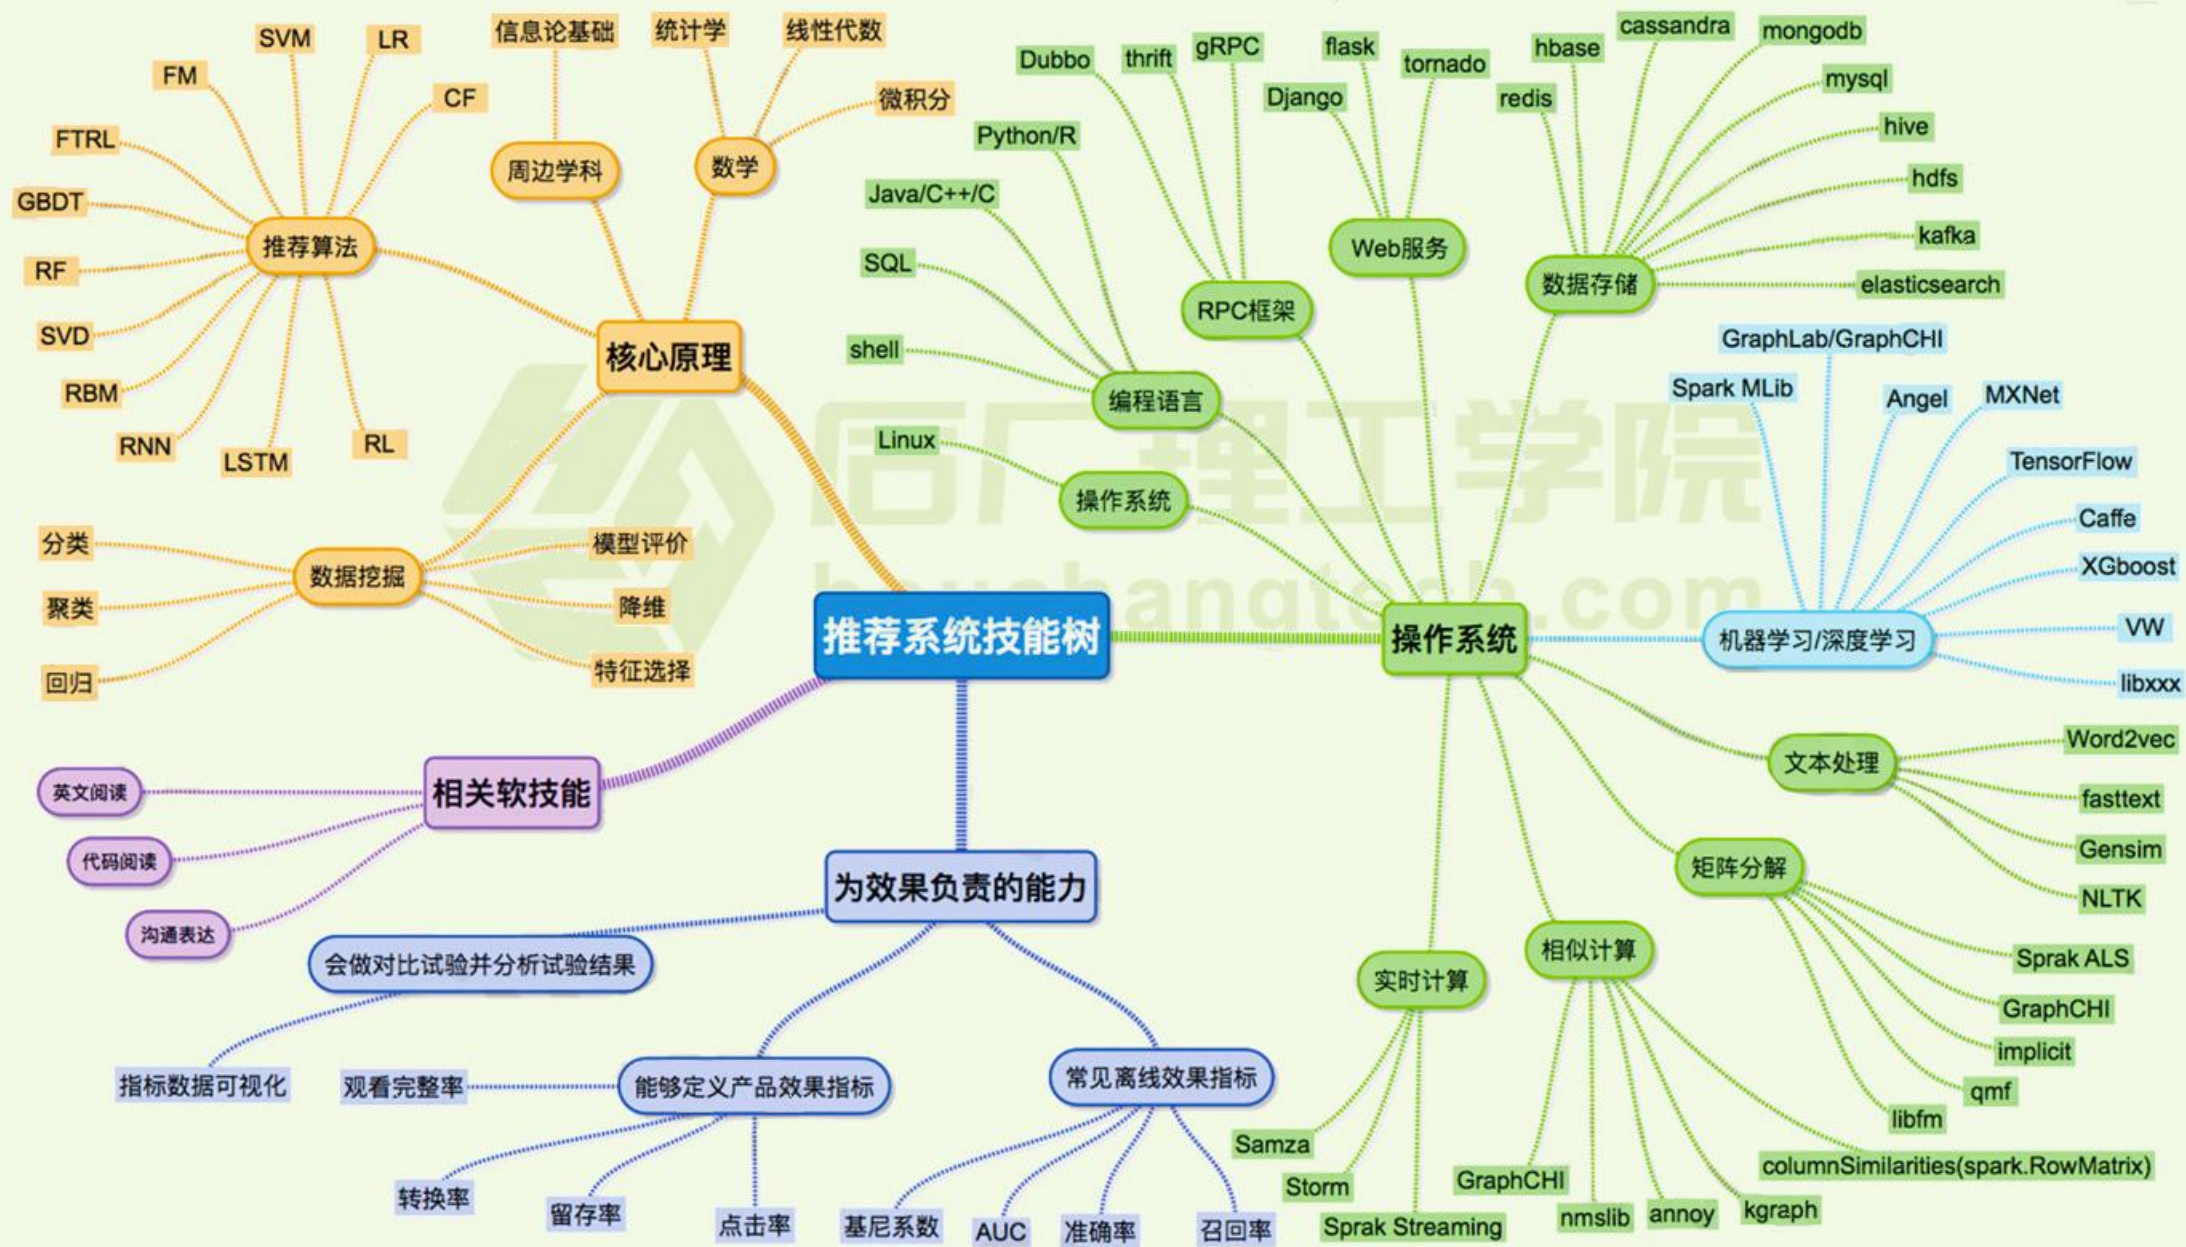 推荐系统技能树
核心原理
推荐算法
SVM
LR
FM
CF
FTRL
GBDT
RF
SVD
RBM
RNN
LSTM
RL
周边学科
信息论基础
数学
统计学
线性代数
微积分
数据挖掘
分类
聚类
回归
模型评价
降维
特征选择
相关软技能
英文阅读
代码阅读
沟通表达
为效果负责的能力
会做对比试验并分析试验结果
指标数据可视化
能够定义产品效果指标
观看完整率
转换率
留存率
点击率
常见离线效果指标
基尼系数
AUC
准确率
召回率
操作系统
操作系统
Linux
编程语言
Python/R
Java/C++/C
SQL
shell
RPC框架
Dubbo
thrift
gRPC
Web服务
Django
flask
tornado
数据存储
redis
hbase
cassandra
mongodb
mysql
hive
hdfs
kafka
elasticsearch
机器学习/深度学习
Spark MLib
GraphLab/GraphCHI
Angel
MXNet
TensorFlow
Caffe
XGboost
VW
libxxx
文本处理
Word2vec
fasttext
Gensim
NLTK
矩阵分解
Sprak ALS
GraphCHI
implicit
qmf
libfm
相似计算
GraphCHI
nmslib
annoy
kgraph
columnSimilarities(spark.RowMatrix)
实时计算
Samza
Storm
Sprak Streaming
后厂理工学院
houchangtech.com